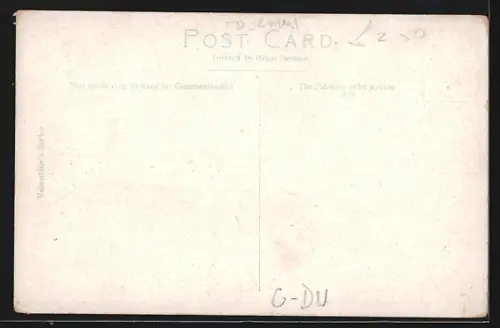 POST CARD.
£ 2.50
Printed in Great Britain
This space may be used for Communication
The Address to be written
here
Valentine's Series
G-DU